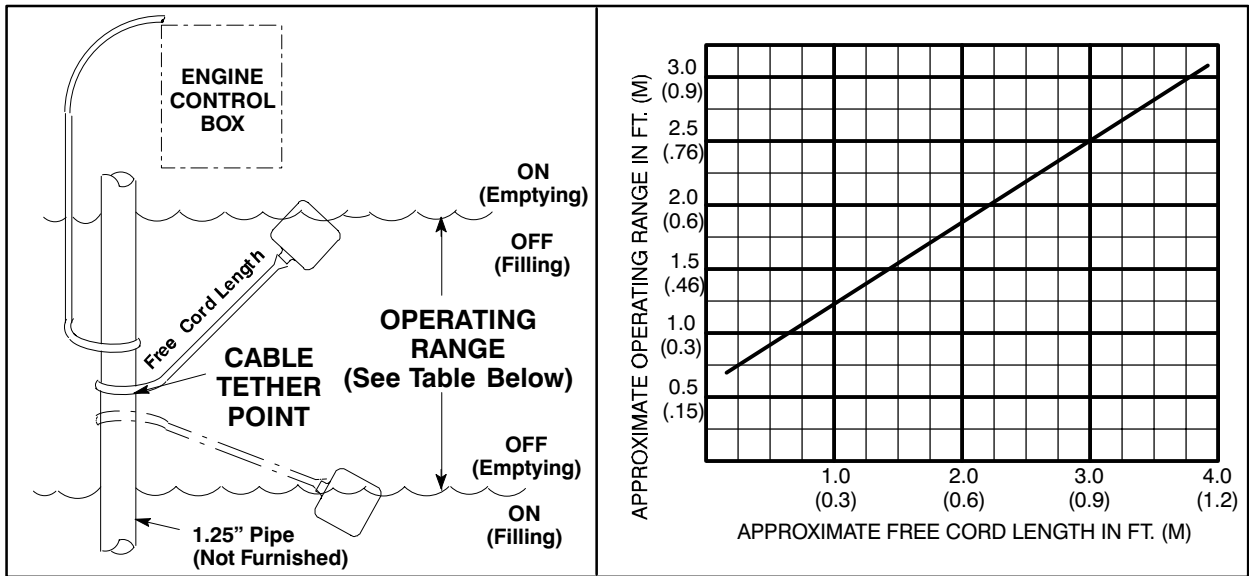 ENGINE
CONTROL
BOX
ON
(Emptying)
OFF
(Filling)
Free Cord Length
OPERATING
RANGE
(See Table Below)
CABLE
TETHER
POINT
OFF
(Emptying)
ON
(Filling)
1.25” Pipe
(Not Furnished)
APPROXIMATE OPERATING RANGE IN FT. (M)
3.0
(0.9)
2.5
(.76)
2.0
(0.6)
1.5
(.46)
1.0
(0.3)
0.5
(.15)
1.0 2.0 3.0 4.0
(0.3) (0.6) (0.9) (1.2)
APPROXIMATE FREE CORD LENGTH IN FT. (M)